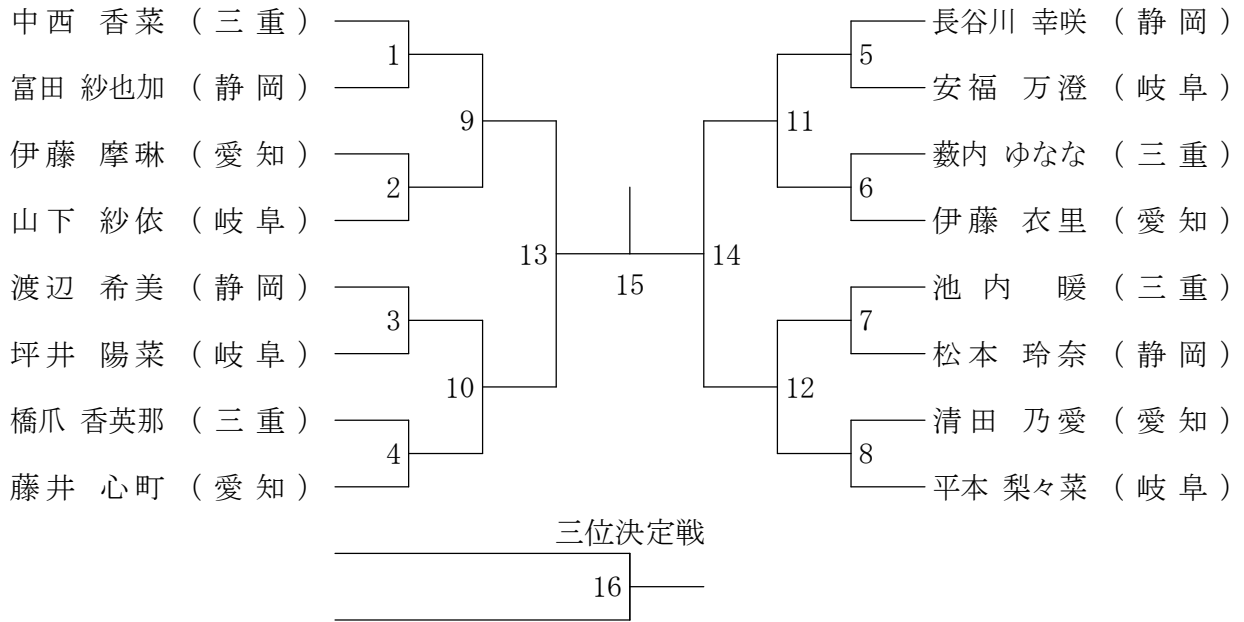 中西 香菜 (三重)
1
富田 紗也加 (静岡)
9
伊藤 摩琳 (愛知)
2
山下 紗依 (岐阜)
13
渡辺 希美 (静岡)
3
坪井 陽菜 (岐阜)
10
橋爪 香英那 (三重)
4
藤井 心町 (愛知)
15
長谷川 幸咲 (静岡)
5
安福 万澄 (岐阜)
11
薮内 ゆなな (三重)
6
伊藤 衣里 (愛知)
14
池内 暖 (三重)
7
松本 玲奈 (静岡)
12
清田 乃愛 (愛知)
8
平本 梨々菜 (岐阜)
三位決定戦
16